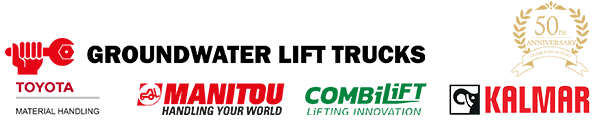 50TH
ANNIVERSARY
GROUNDWATER LIFT TRUCKS
TOYOTA
MATERIAL HANDLING
MANITOU
HANDLING YOUR WORLD
COMBiLiFT
LIFTING INNOVATION
KALMAR